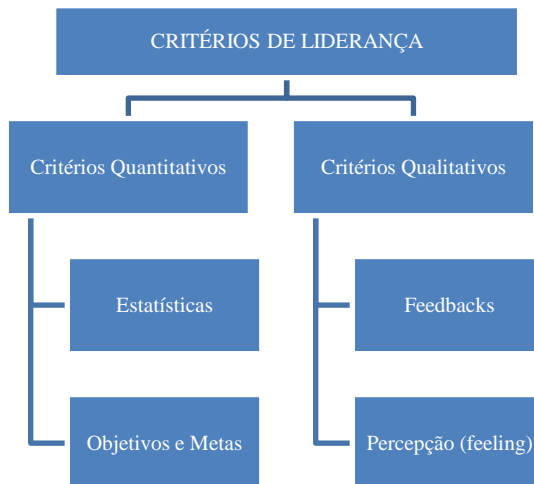 CRITÉRIOS DE LIDERANÇA
Critérios Quantitativos
Critérios Qualitativos
Estatísticas
Feedbacks
Objetivos e Metas
Percepção (feeling)